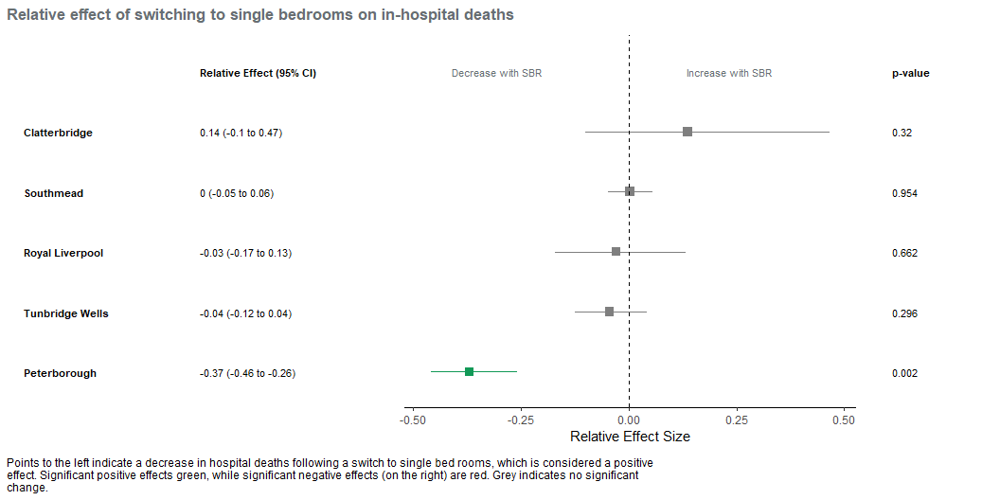 Relative effect of switching to single bedrooms on in-hospital deaths
Relative Effect (95% CI) Decrease with SBR Increase with SBR p-value
Clatterbridge 0.14 (-0.1 to 0.47) 0.32
Southmead 0 (-0.05 to 0.06) 0.954
Royal Liverpool -0.03 (-0.17 to 0.13) 0.662
Tunbridge Wells -0.04 (-0.12 to 0.04) 0.296
Peterborough -0.37 (-0.46 to -0.26) 0.002
-0.50 -0.25 0.00 0.25 0.50
Relative Effect Size
Points to the left indicate a decrease in hospital deaths following a switch to single bed rooms, which is considered a positive
effect. Significant positive effects green, while significant negative effects (on the right) are red. Grey indicates no significant
change.